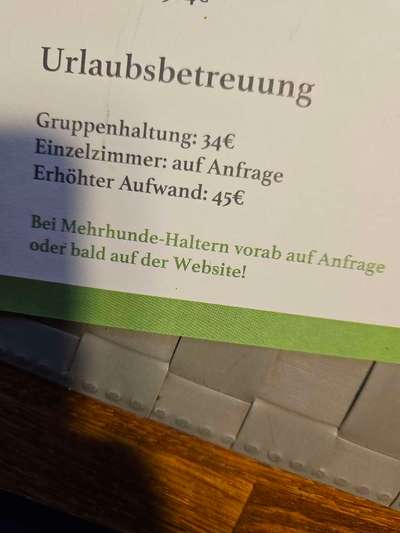 Urlaubsbetreuung
Gruppenhaltung: 34€
Einzelzimmer: auf Anfrage
Erhöhter Aufwand: 45€
Bei Mehrhunde-Haltern vorab auf Anfrage
oder bald auf der Website!